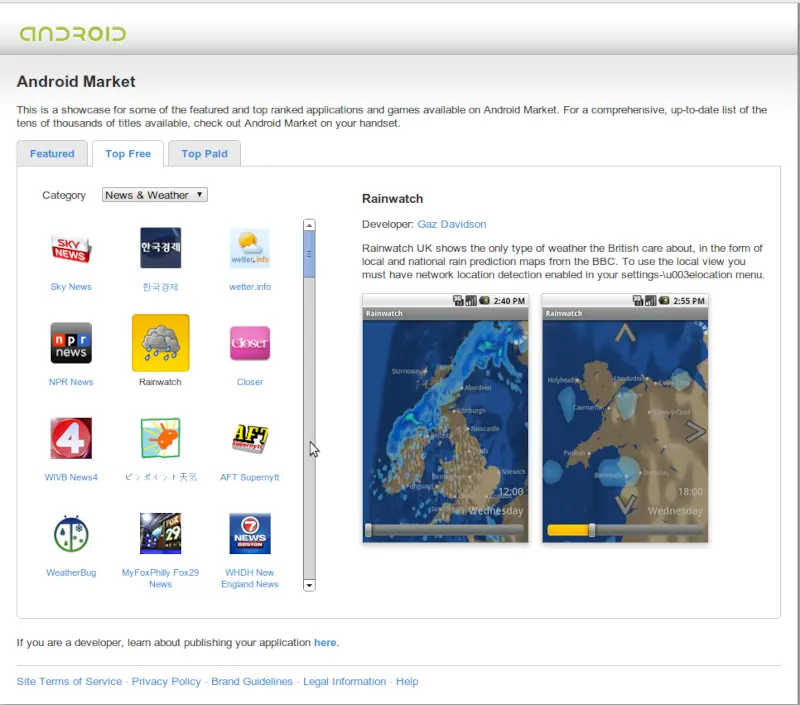 ANDROID
Android Market
This is a showcase for some of the featured and top ranked applications and games available on Android Market. For a comprehensive, up-to-date list of the
tens of thousands of titles available, check out Android Market on your handset.
Featured
Top Free
Top Paid
Category
News & Weather
SKY
NEWS
Sky News
한국경제
한국경제
wetter.info
wetter.info
npr
news
NPR News
Rainwatch
Closer
Closer
4
WIVB News4
ピンポイント天気
AFT
Supernytt
AFT Supernytt
WeatherBug
FOX
29
MyFoxPhilly Fox29
News
7
NEWS
BOSTON
WHDH New
England News
Rainwatch
Developer: Gaz Davidson
Rainwatch UK shows the only type of weather the British care about, in the form of
local and national rain prediction maps from the BBC. To use the local view you
must have network location detection enabled in your settings-\u003elocation menu.
3G
2:40 PM
Rainwatch
Stornoway
Aberdeen
Edinburgh
Newcastle
Belfast
Norwich
12:00
Wednesday
3G
2:55 PM
Rainwatch
Holyhead
Llandudno
Caernarfon
Pwllheli
Barmouth
18:00
Wednesday
If you are a developer, learn about publishing your application here.
Site Terms of Service - Privacy Policy - Brand Guidelines - Legal Information - Help